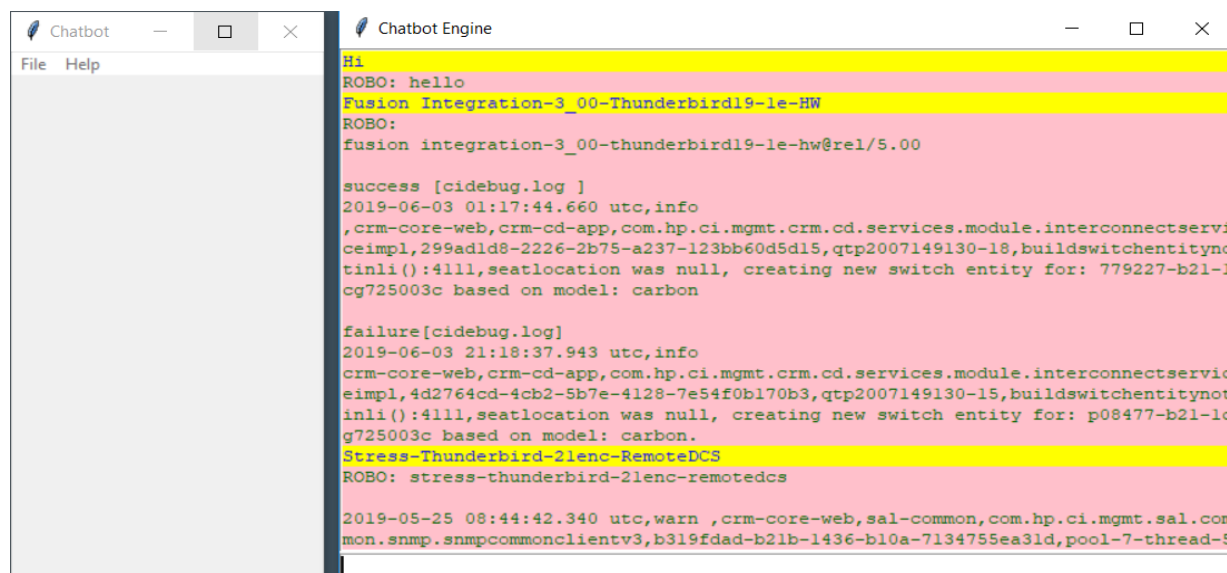 Chatbot
File Help
Chatbot Engine
Hi
ROBO: hello
Fusion Integration-3_00-Thunderbird19-1e-HW
ROBO:
fusion integration-3_00-thunderbird19-1e-hw@rel/5.00
success [cidebug.log ]
2019-06-03 01:17:44.660 utc,info
,crm-core-web,crm-cd-app,com.hp.ci.mgmt.crm.cd.services.module.interconnectservi
ceimpl,299ad1d8-2226-2b75-a237-123bb60d5d15,qtp2007149130-18,buildswitchentityno
tinli():4111,seatlocation was null, creating new switch entity for: 779227-b21-1
cg725003c based on model: carbon
failure[cidebug.log]
2019-06-03 21:18:37.943 utc,info
crm-core-web,crm-cd-app,com.hp.ci.mgmt.crm.cd.services.module.interconnectservic
eimpl,4d2764cd-4cb2-5b7e-4128-7e54f0b170b3,qtp2007149130-15,buildswitchentitynot
inli():4111,seatlocation was null, creating new switch entity for: p08477-b21-1c
g725003c based on model: carbon.
Stress-Thunderbird-21enc-RemoteDCS
ROBO: stress-thunderbird-21enc-remotedcs
2019-05-25 08:44:42.340 utc,warn ,crm-core-web,sal-common,com.hp.ci.mgmt.sal.com
mon.snmp.snmpcommonclientv3,b319fdad-b21b-1436-b10a-7134755ea31d,pool-7-thread-5